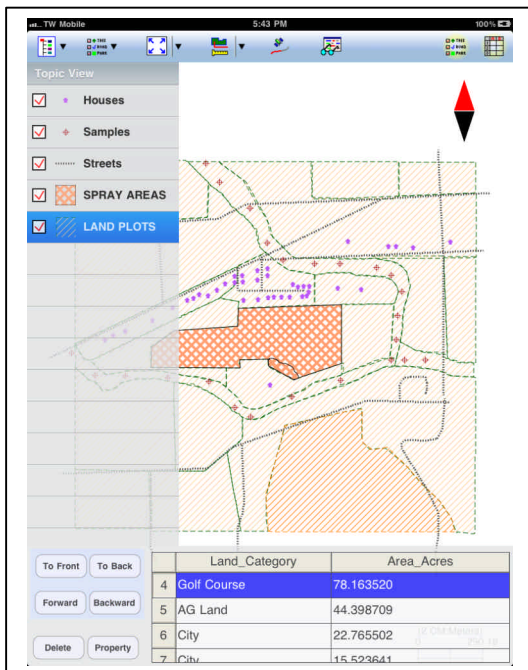 TW Mobile 5:43 PM 100%
Topic View
Houses
Samples
Streets
SPRAY AREAS
LAND PLOTS
To Front To Back
Forward Backward
Delete Property
Land_Category Area_Acres
4 Golf Course 78.163520
5 AG Land 44.398709
6 City 22.765502
7 City 15.523641